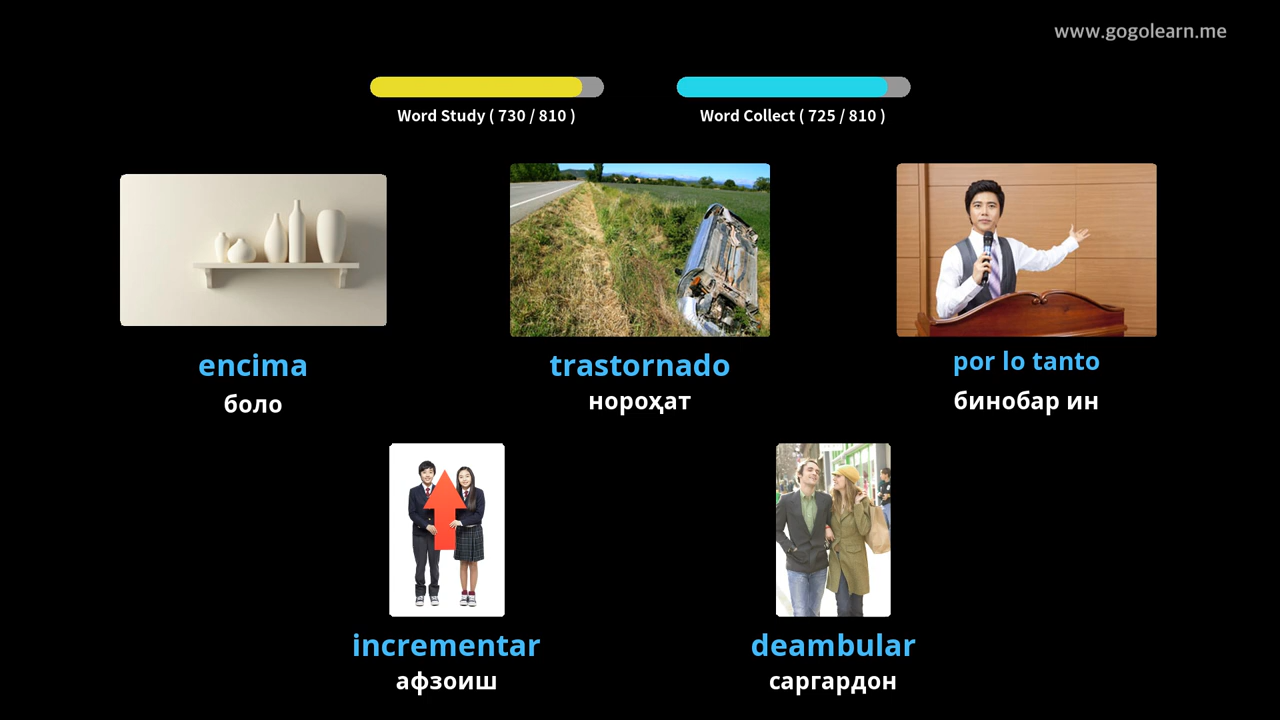 www.gogolearn.me
Word Study ( 730 / 810 )
Word Collect ( 725 / 810 )
encima
боло
trastornado
нороҳат
por lo tanto
бинобар ин
incrementar
афзоиш
deambular
саргардон